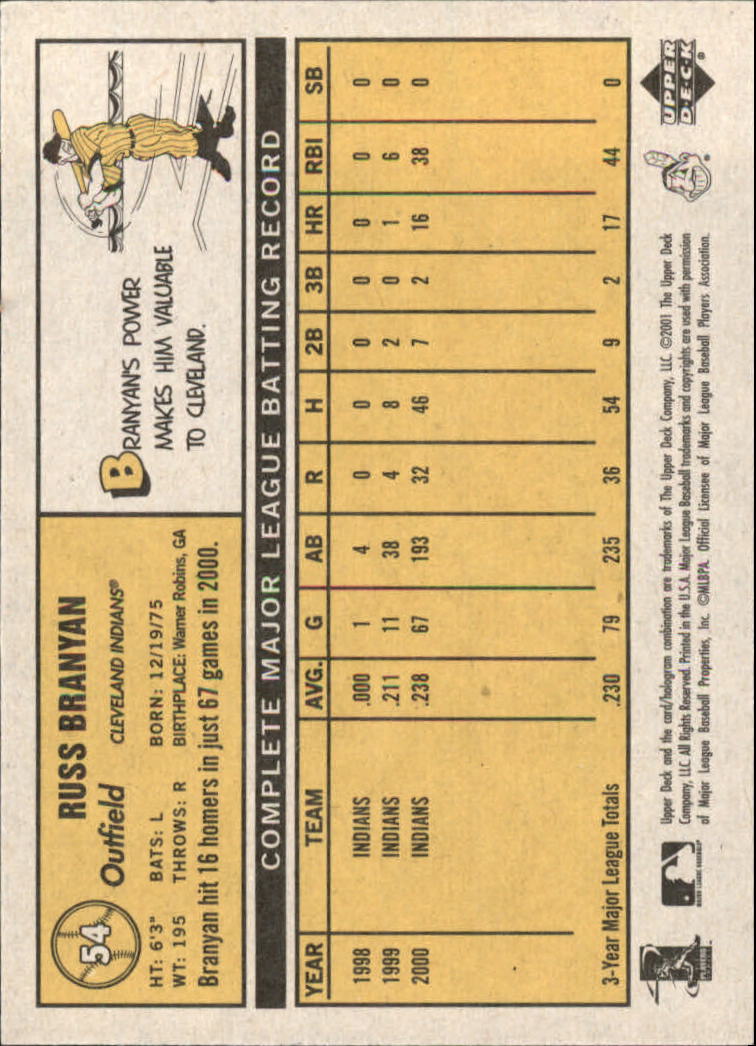 54
RUSS BRANYAN
Outfield CLEVELAND INDIANS®
HT: 6'3" BATS: L BORN: 12/19/75
WT: 195 THROWS: R BIRTHPLACE: Warner Robins, GA
Branyan hit 16 homers in just 67 games in 2000.
BRANYAN'S POWER
MAKES HIM VALUABLE
TO CLEVELAND.
COMPLETE MAJOR LEAGUE BATTING RECORD
YEAR TEAM AVG. G AB R H 2B 3B HR RBI SB
1998 INDIANS .000 1 4 0 0 0 0 0 0 0
1999 INDIANS .211 11 38 4 8 2 0 1 6 0
2000 INDIANS .238 67 193 32 46 7 2 16 38 0
3-Year Major League Totals .230 79 235 36 54 9 2 17 44 0
Upper Deck and the card/hologram combination are trademarks of The Upper Deck Company, LLC. ©2001 The Upper Deck
Company, LLC. All Rights Reserved. Printed in the U.S.A. Major League Baseball trademarks and copyrights are used with permission
of Major League Baseball Properties, Inc. ©MLBPA. Official Licensee of Major League Baseball Players Association.
UPPER
DECK